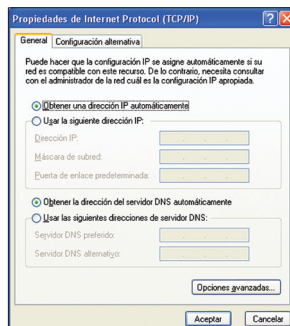 Propiedades de Internet Protocol (TCP/IP)
General
Configuración alternativa
Puede hacer que la configuración IP se asigne automáticamente si su
red es compatible con este recurso. De lo contrario, necesita consultar
con el administrador de la red cuál es la configuración IP apropiada.
Obtener una dirección IP automáticamente
Usar la siguiente dirección IP:
Dirección IP:
Máscara de subred:
Puerta de enlace predeterminada:
Obtener la dirección del servidor DNS automáticamente
Usar las siguientes direcciones de servidor DNS:
Servidor DNS preferido:
Servidor DNS alternativo:
Opciones avanzadas...
Aceptar
Cancelar